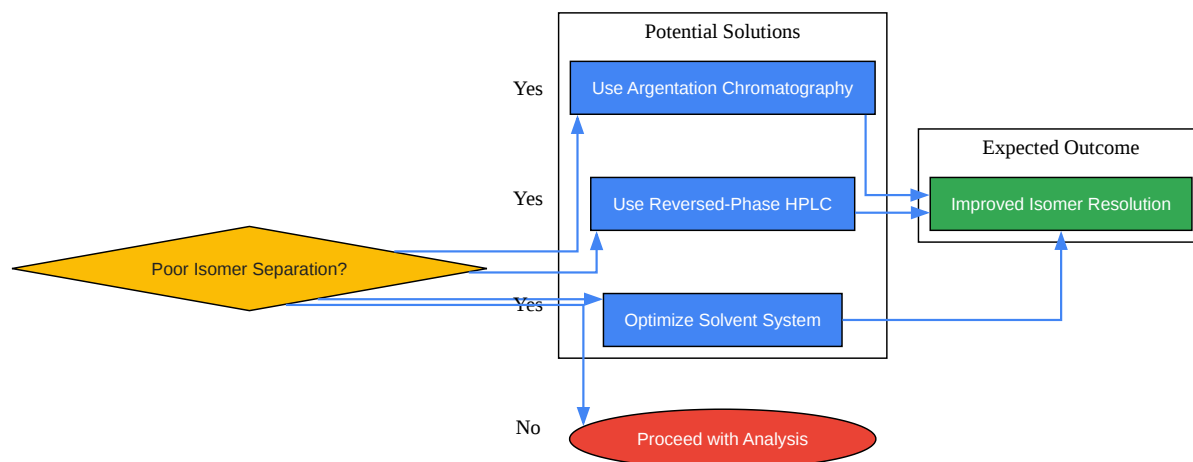 Potential Solutions
Yes
Use Argentation Chromatography
Expected Outcome
Yes
Use Reversed-Phase HPLC
Improved Isomer Resolution
Poor Isomer Separation?
Yes
Optimize Solvent System
No
Proceed with Analysis